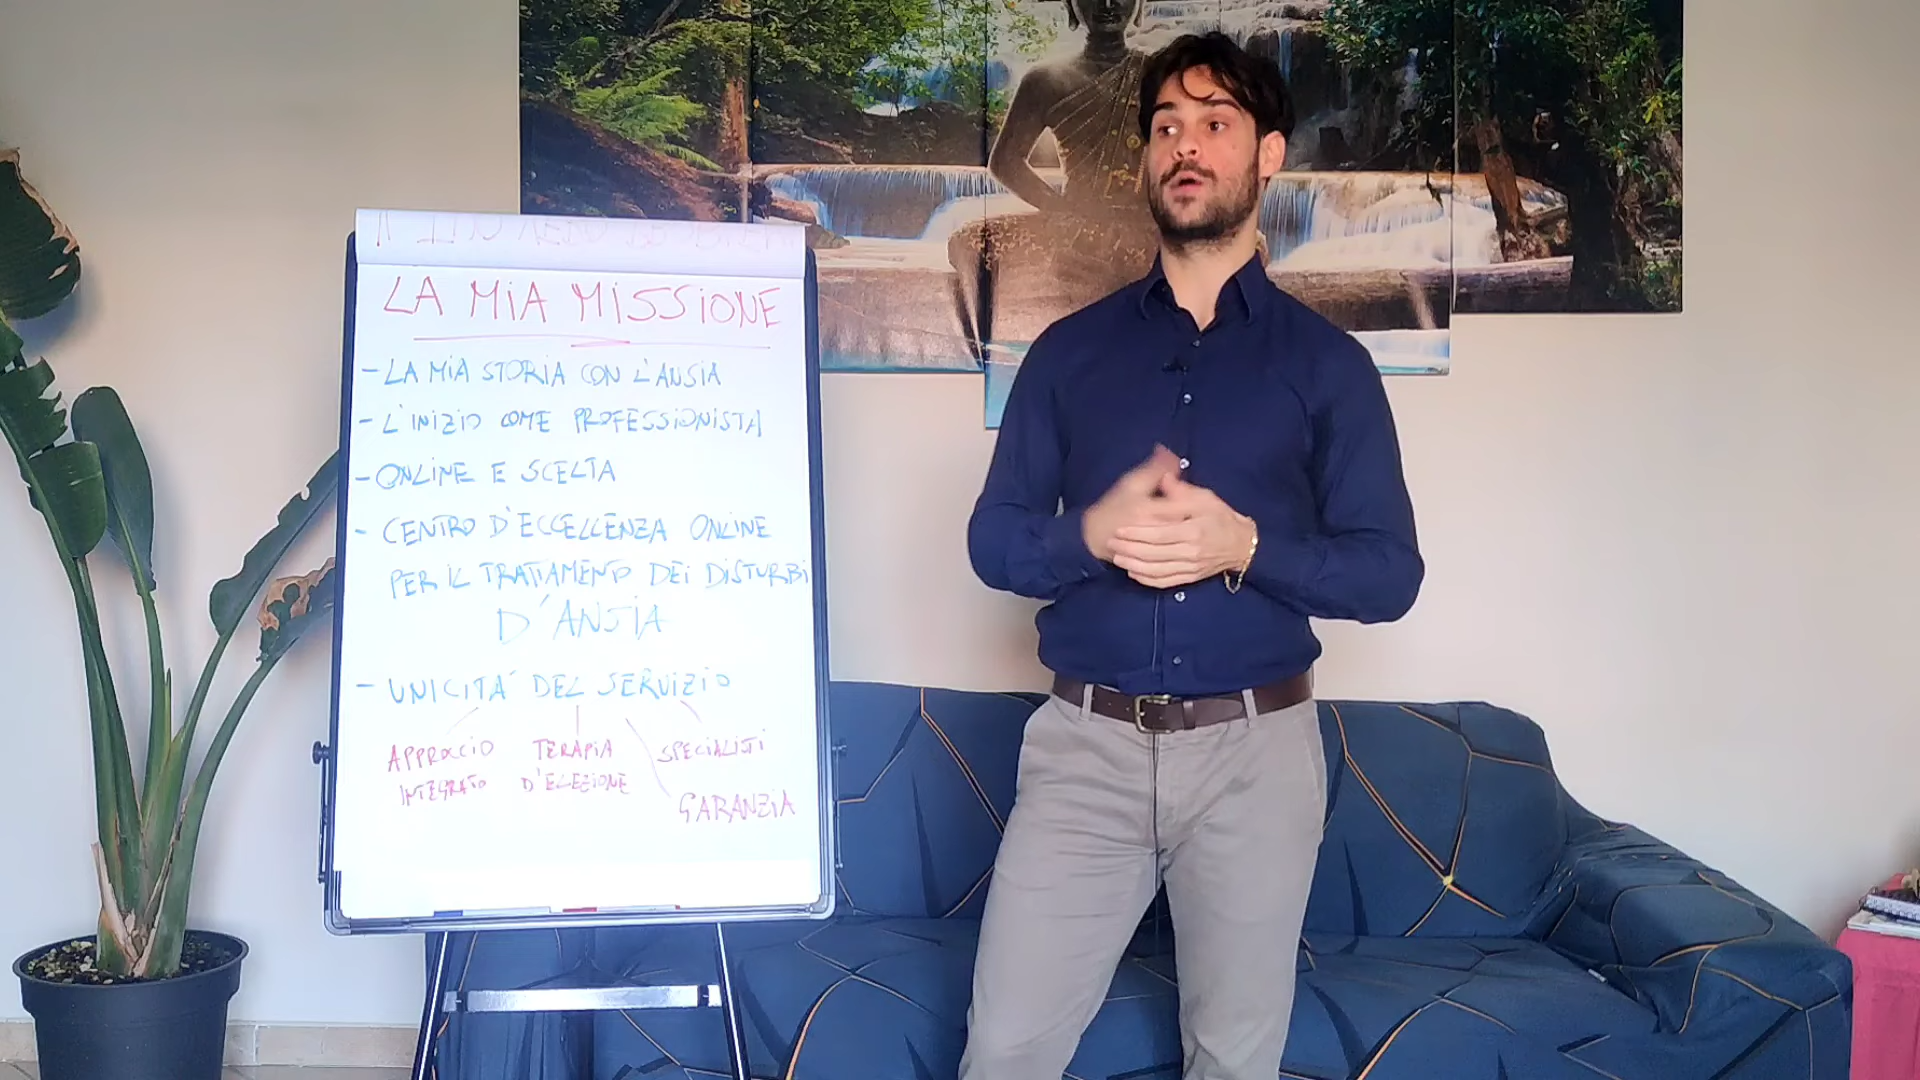 LA MIA MISSIONE
- LA MIA STORIA CON L'ANSIA
- L'INIZIO COME PROFESSIONISTA
- ONLINE E SCELTA
- CENTRO D'ECCELLENZA ONLINE
PER IL TRATTAMENTO DEI DISTURBI
D'ANSIA
- UNICITA' DEL SERVIZIO
APPROCCIO TERAPIA SPECIALISTI
INTEGRATO D'ELEZIONE
GARANZIA